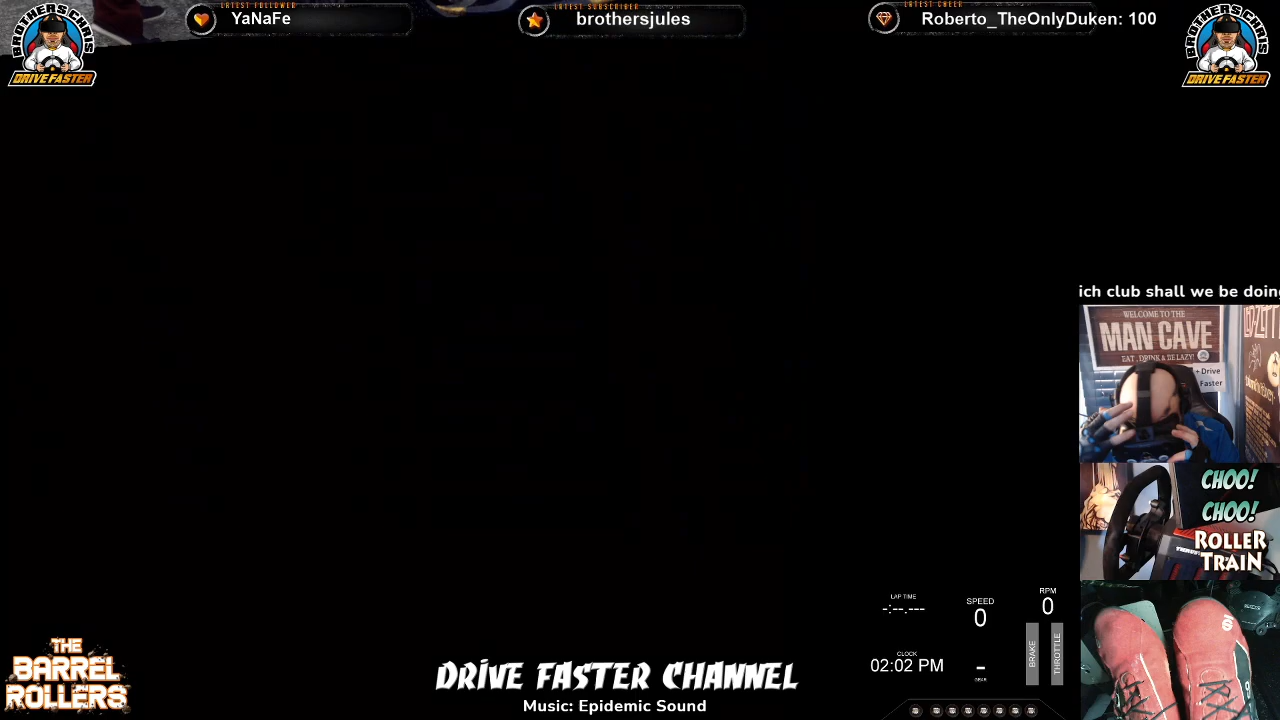 LATEST FOLLOWER
YaNaFe
LATEST SUBSCRIBER
brothersjules
LATEST CHEER
Roberto_TheOnlyDuken: 100
BROTHERS CHRIS
DRIVE FASTER
BROTHERS CHRIS
DRIVE FASTER
ich club shall we be doing
WELCOME TO THE
MAN CAVE
EAT, DRINK & BE LAZY!
+ Drive
Faster
CHOO!
CHOO!
ROLLER
TRAIN
LAP TIME
-:--.---
SPEED
0
RPM
0
CLOCK
02:02 PM
-
GEAR
BRAKE
THROTTLE
THE
BARREL
ROLLERS
DRIVE FASTER CHANNEL
Music: Epidemic Sound